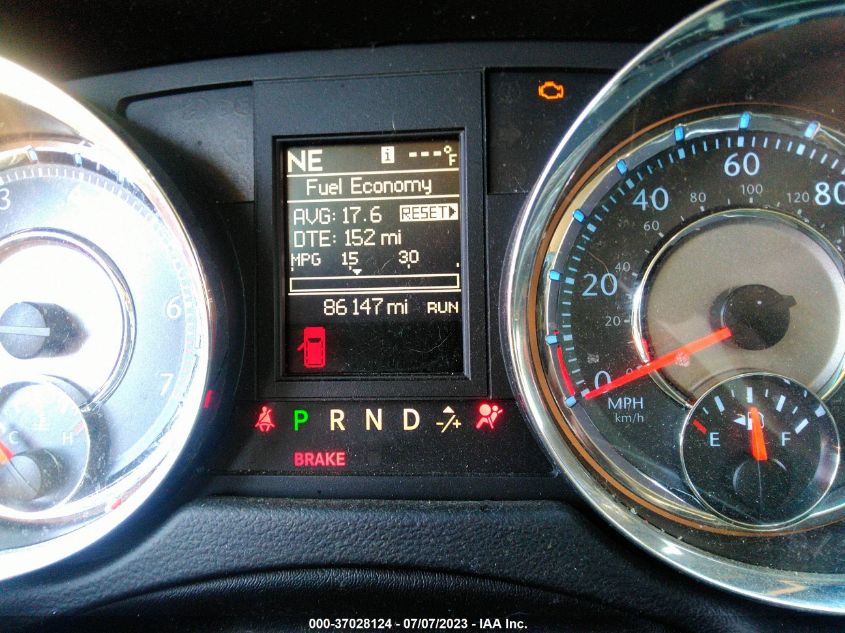 NE i ---°F
Fuel Economy
AVG: 17.6 RESET
DTE: 152 mi
MPG 15 30
86147 mi RUN
P R N D -/+
BRAKE
3
6
7
C H
0
20
40
60
80
20
40
60
80
100
120
MPH
km/h
E F
000-37028124 - 07/07/2023 - IAA Inc.